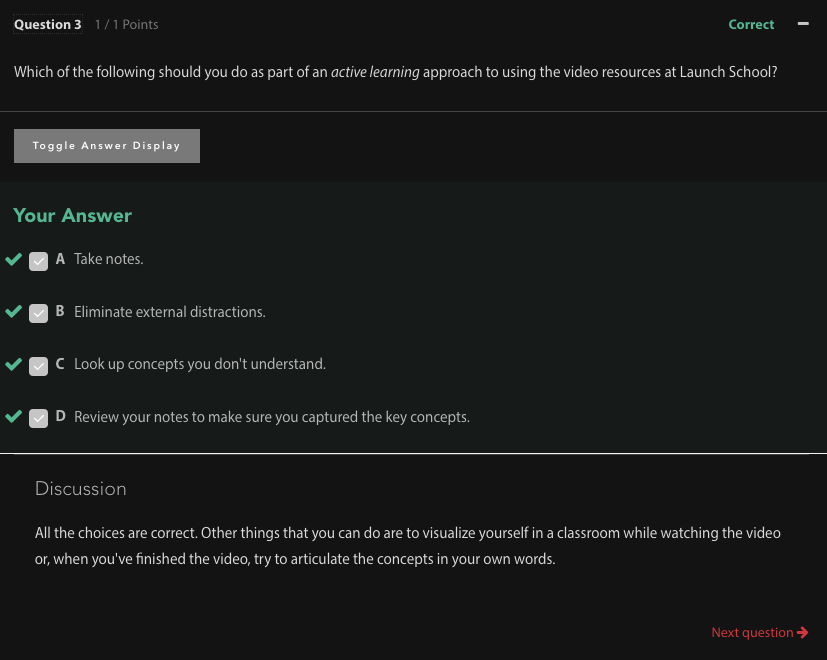 Question 3 1 / 1 Points Correct
Which of the following should you do as part of an active learning approach to using the video resources at Launch School?
Toggle Answer Display
Your Answer
A Take notes.
B Eliminate external distractions.
C Look up concepts you don't understand.
D Review your notes to make sure you captured the key concepts.
Discussion
All the choices are correct. Other things that you can do are to visualize yourself in a classroom while watching the video
or, when you've finished the video, try to articulate the concepts in your own words.
Next question